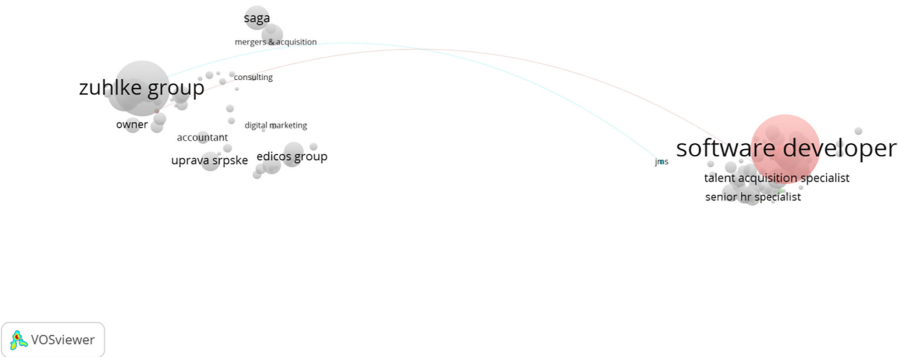 saga
mergers & acquisition
consulting
zuhlke group
owner
digital marketing
accountant
uprava srpske
edicos group
software developer
jms
talent acquisition specialist
senior hr specialist
VOSviewer